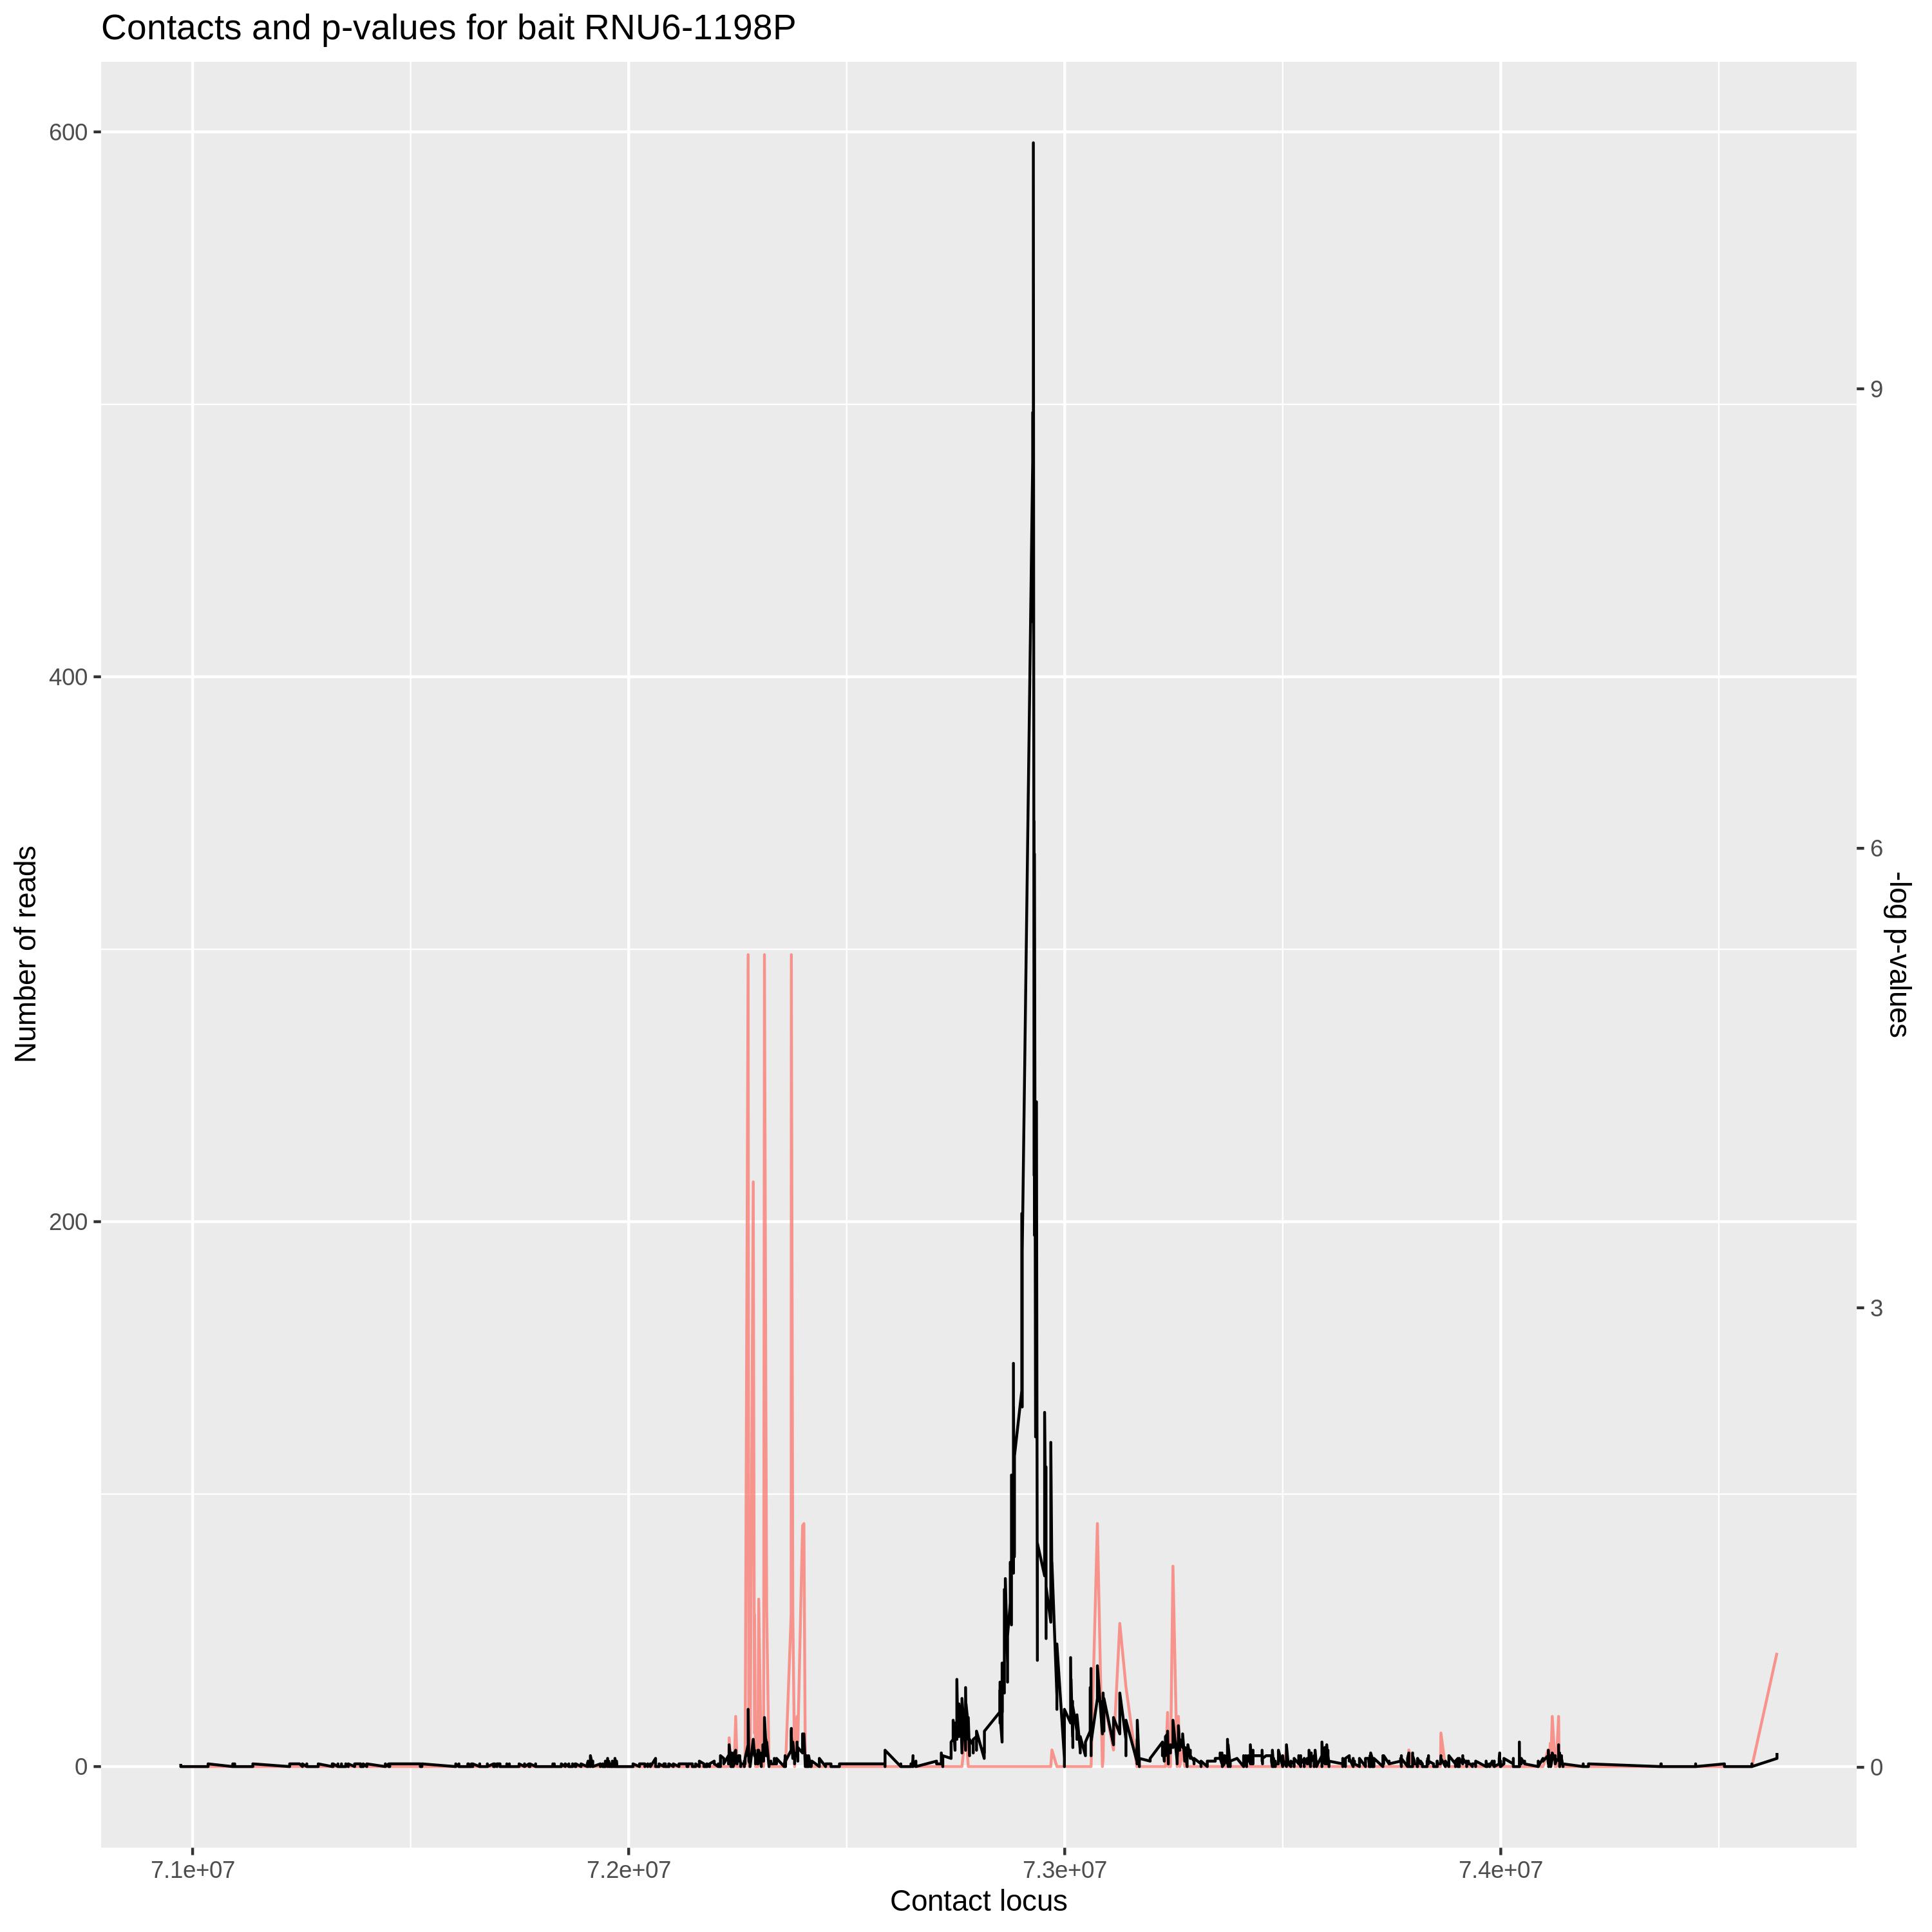 Contacts and p-values for bait RNU6-1198P
600
400
200
0
Number of reads
9
6
3
0
-log p-values
7.1e+07
7.2e+07
7.3e+07
7.4e+07
Contact locus